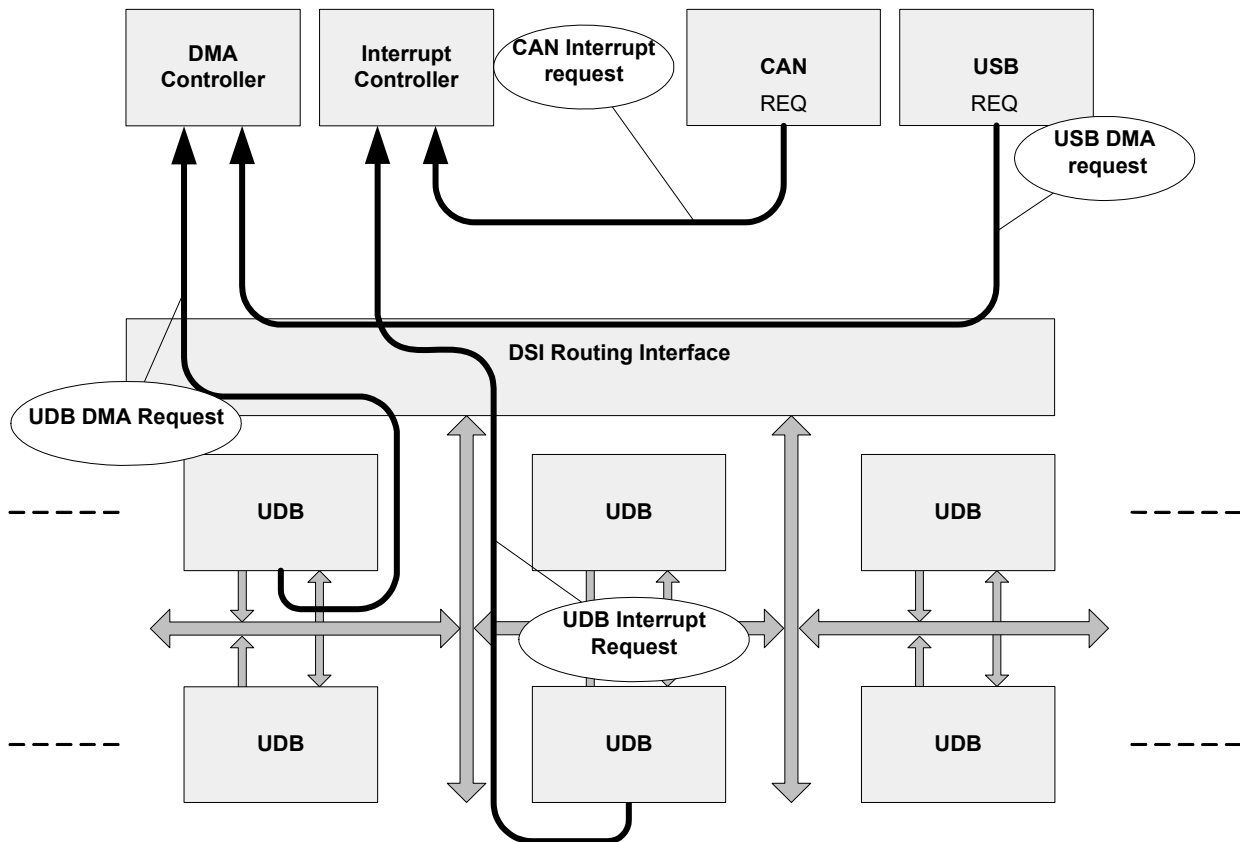 DMA
Controller
Interrupt
Controller
CAN Interrupt
request
CAN
REQ
USB
REQ
USB DMA
request
DSI Routing Interface
UDB DMA Request
UDB
UDB
UDB
UDB Interrupt
Request
UDB
UDB
UDB